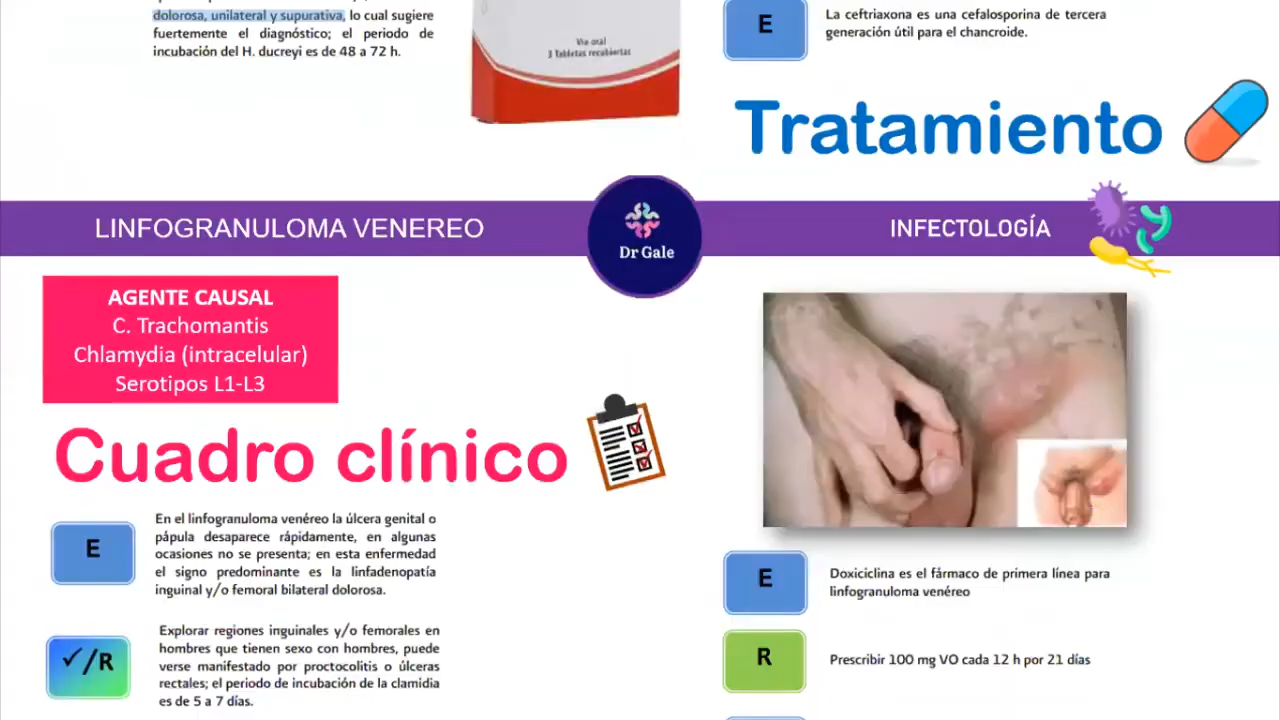 dolorosa, unilateral y supurativa, lo cual sugiere
fuertemente el diagnóstico; el periodo de
incubación del H. ducreyi es de 48 a 72 h.
Vía oral
3 Tabletas recubiertas
E
La ceftriaxona es una cefalosporina de tercera
generación útil para el chancroide.
Tratamiento
LINFOGRANULOMA VENEREO
Dr Gale
INFECTOLOGÍA
AGENTE CAUSAL
C. Trachomantis
Chlamydia (intracelular)
Serotipos L1-L3
Cuadro clínico
E
En el linfogranuloma venéreo la úlcera genital o
pápula desaparece rápidamente, en algunas
ocasiones no se presenta; en esta enfermedad
el signo predominante es la linfadenopatía
inguinal y/o femoral bilateral dolorosa.
✓/R
Explorar regiones inguinales y/o femorales en
hombres que tienen sexo con hombres, puede
verse manifestado por proctocolitis o úlceras
rectales; el periodo de incubación de la clamidia
es de 5 a 7 días.
E
Doxiciclina es el fármaco de primera línea para
linfogranuloma venéreo
R
Prescribir 100 mg VO cada 12 h por 21 días